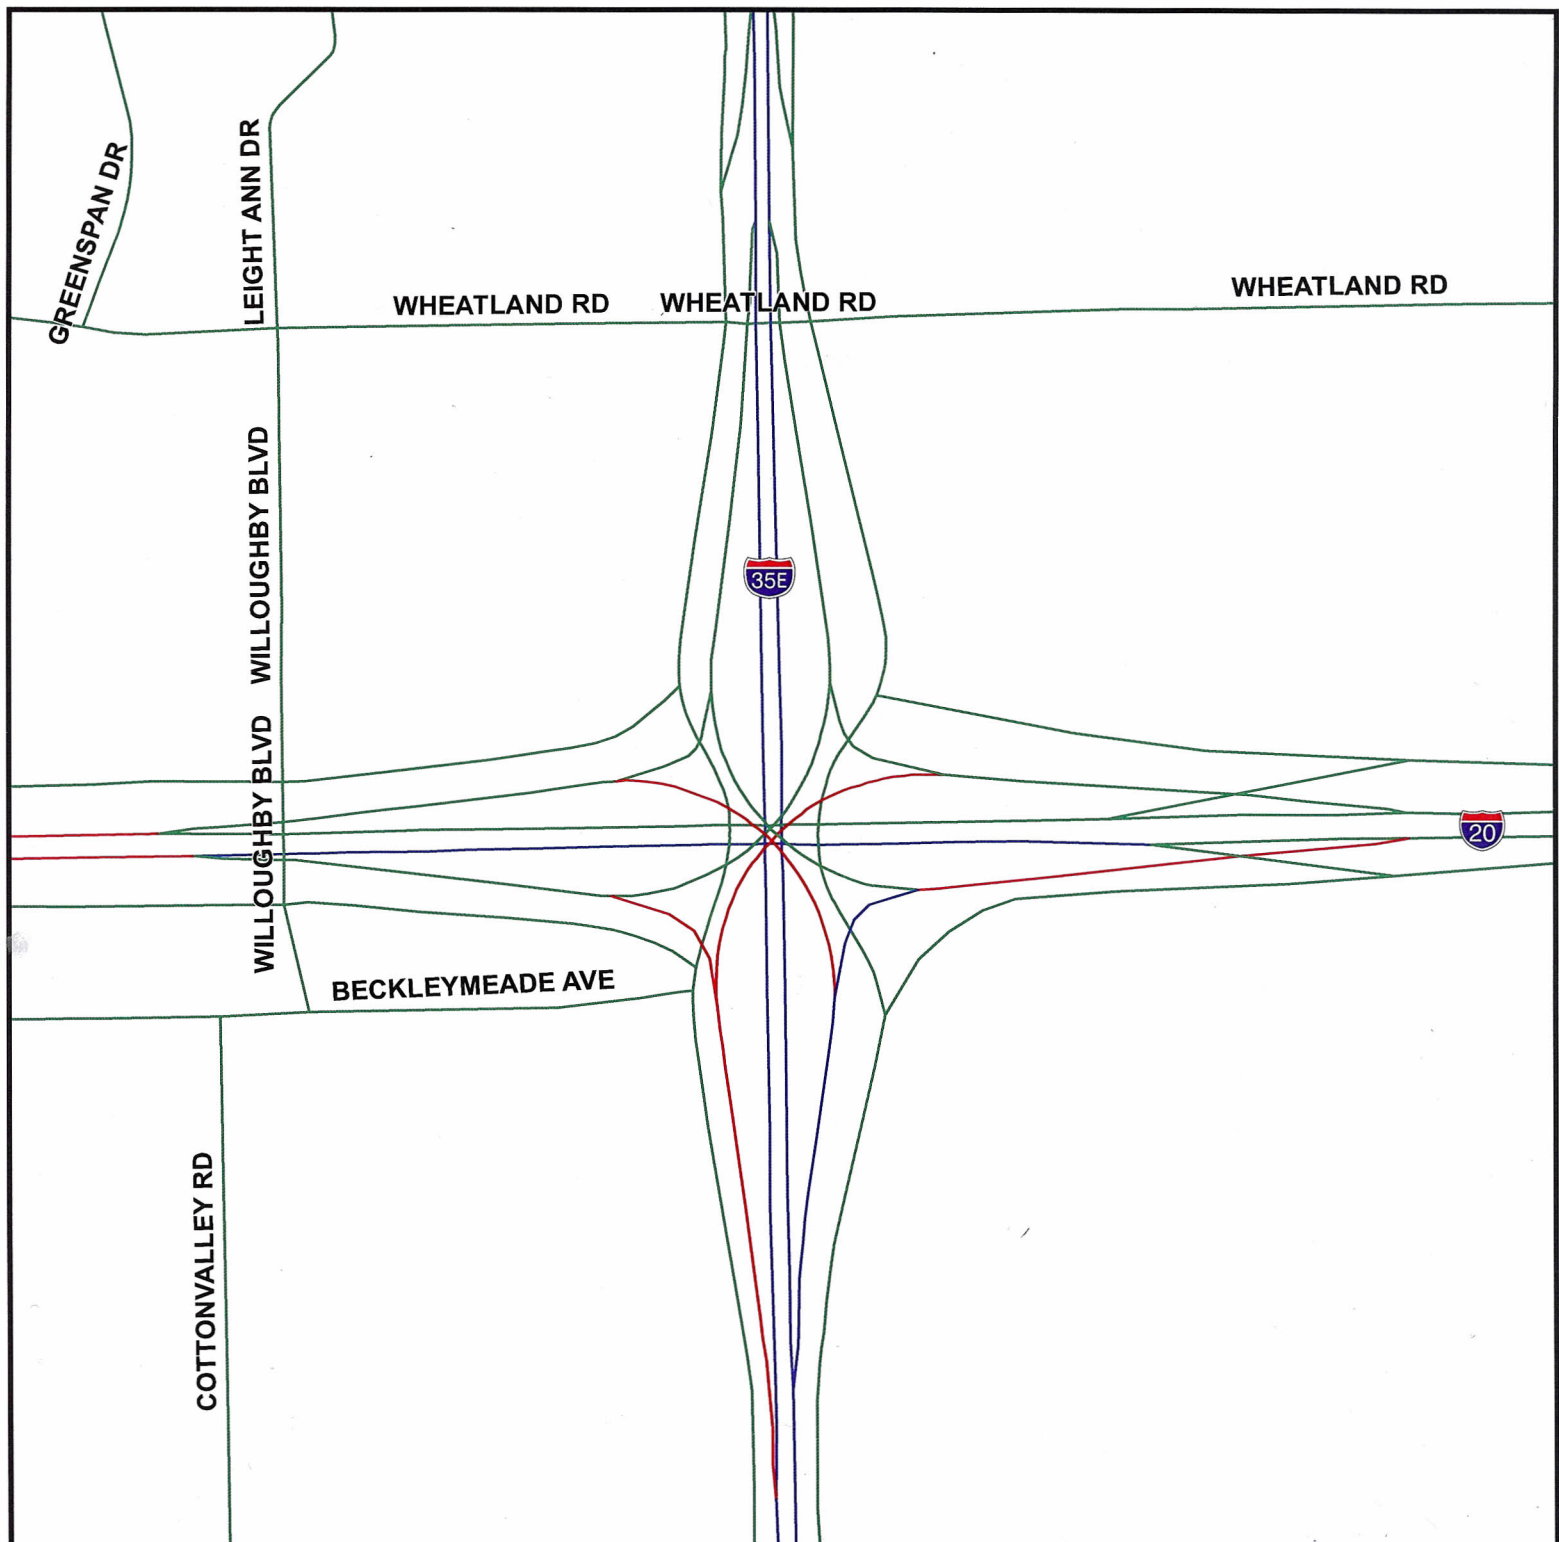 GREENSPAN DR
LEIGHT ANN DR
WHEATLAND RD
WHEATLAND RD
WHEATLAND RD
WILLOUGHBY BLVD
35E
WILLOUGHBY BLVD
20
BECKLEYMEADE AVE
COTTONVALLEY RD